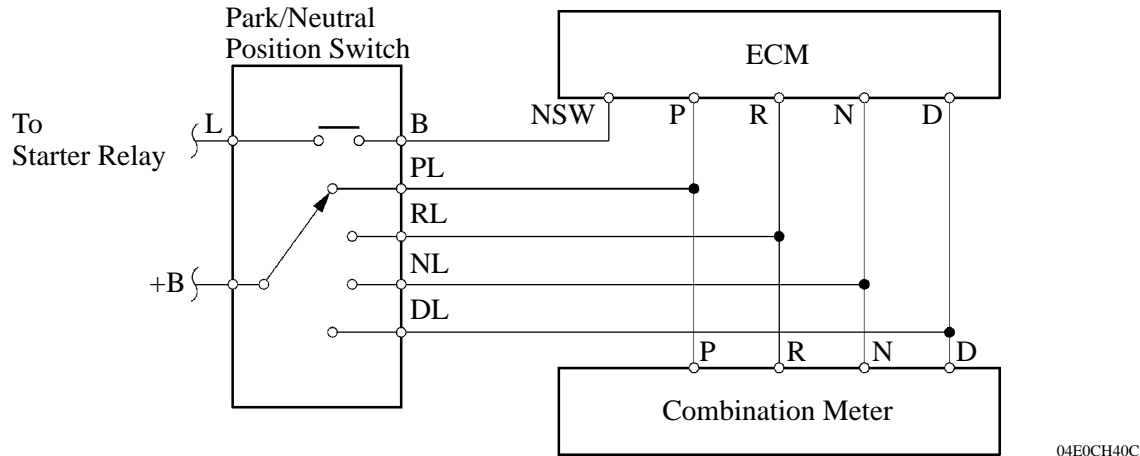 Park/Neutral
Position Switch
ECM
To
Starter Relay
L
B
NSW
P
R
N
D
PL
RL
NL
+B
DL
P
R
N
D
Combination Meter
04E0CH40C